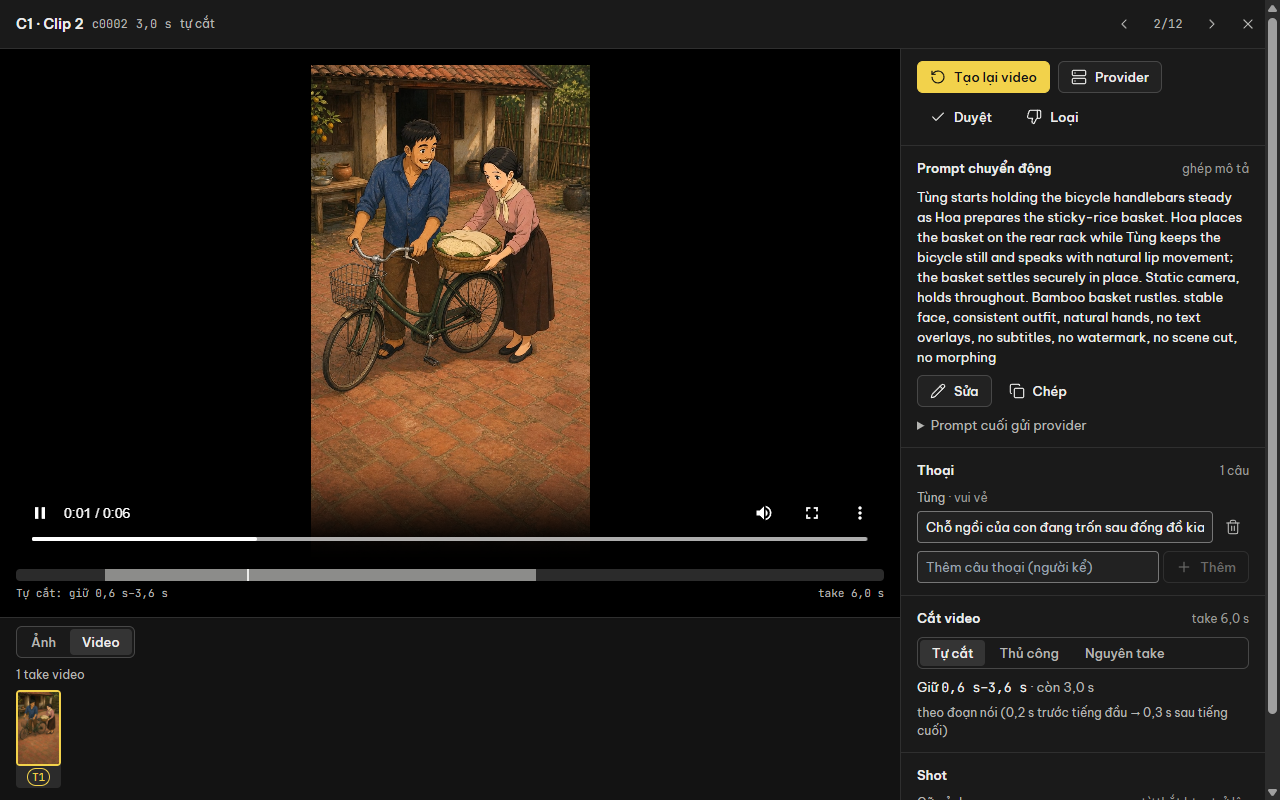 C1 · Clip 2 c0002 3,0 s tự cắt
2/12
Tạo lại video
Provider
Duyệt
Loại
Prompt chuyển động
ghép mô tả
Tùng starts holding the bicycle handlebars steady
as Hoa prepares the sticky-rice basket. Hoa places
the basket on the rear rack while Tùng keeps the
bicycle still and speaks with natural lip movement;
the basket settles securely in place. Static camera,
holds throughout. Bamboo basket rustles. stable
face, consistent outfit, natural hands, no text
overlays, no subtitles, no watermark, no scene cut,
no morphing
Sửa
Chép
Prompt cuối gửi provider
Thoại
1 câu
Tùng · vui vẻ
Chỗ ngồi của con đang trốn sau đống đồ kia
Thêm câu thoại (người kể)
Thêm
Cắt video
take 6,0 s
Tự cắt
Thủ công
Nguyên take
Giữ 0,6 s–3,6 s · còn 3,0 s
theo đoạn nói (0,2 s trước tiếng đầu → 0,3 s sau tiếng
cuối)
Shot
0:01 / 0:06
Tự cắt: giữ 0,6 s–3,6 s
take 6,0 s
Ảnh
Video
1 take video
T1